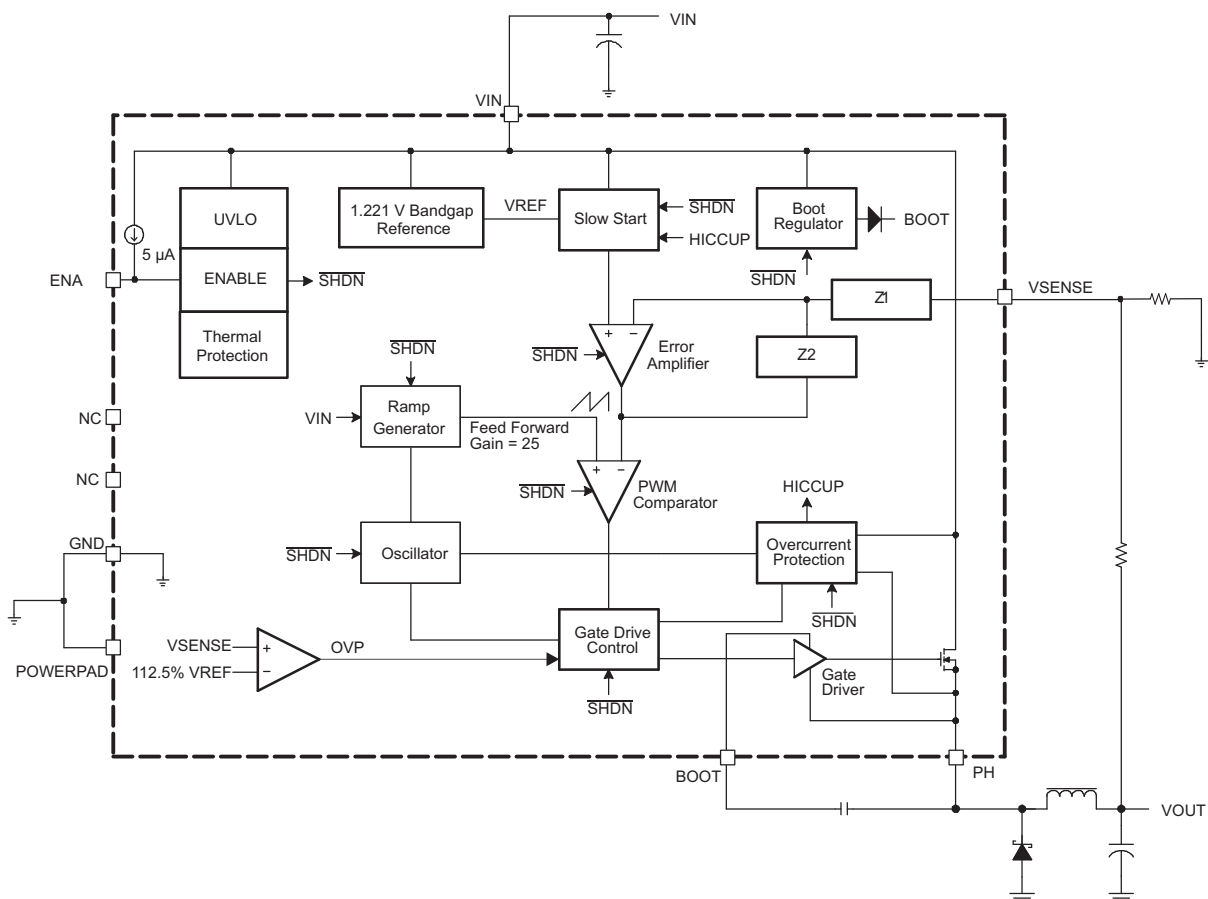 VIN
VIN
UVLO
1.221 V Bandgap
Reference
VREF
Slow Start
SHDN
HICCUP
Boot
Regulator
BOOT
SHDN
5 µA
ENA
ENABLE
SHDN
Thermal
Protection
Z1
VSENSE
Z2
+ −
Error
Amplifier
SHDN
SHDN
VIN
Ramp
Generator
Feed Forward
Gain = 25
NC
NC
+ −
PWM
Comparator
SHDN
HICCUP
GND
SHDN
Oscillator
Overcurrent
Protection
SHDN
POWERPAD
VSENSE
+
112.5% VREF
−
OVP
Gate Drive
Control
SHDN
Gate
Driver
BOOT
PH
VOUT